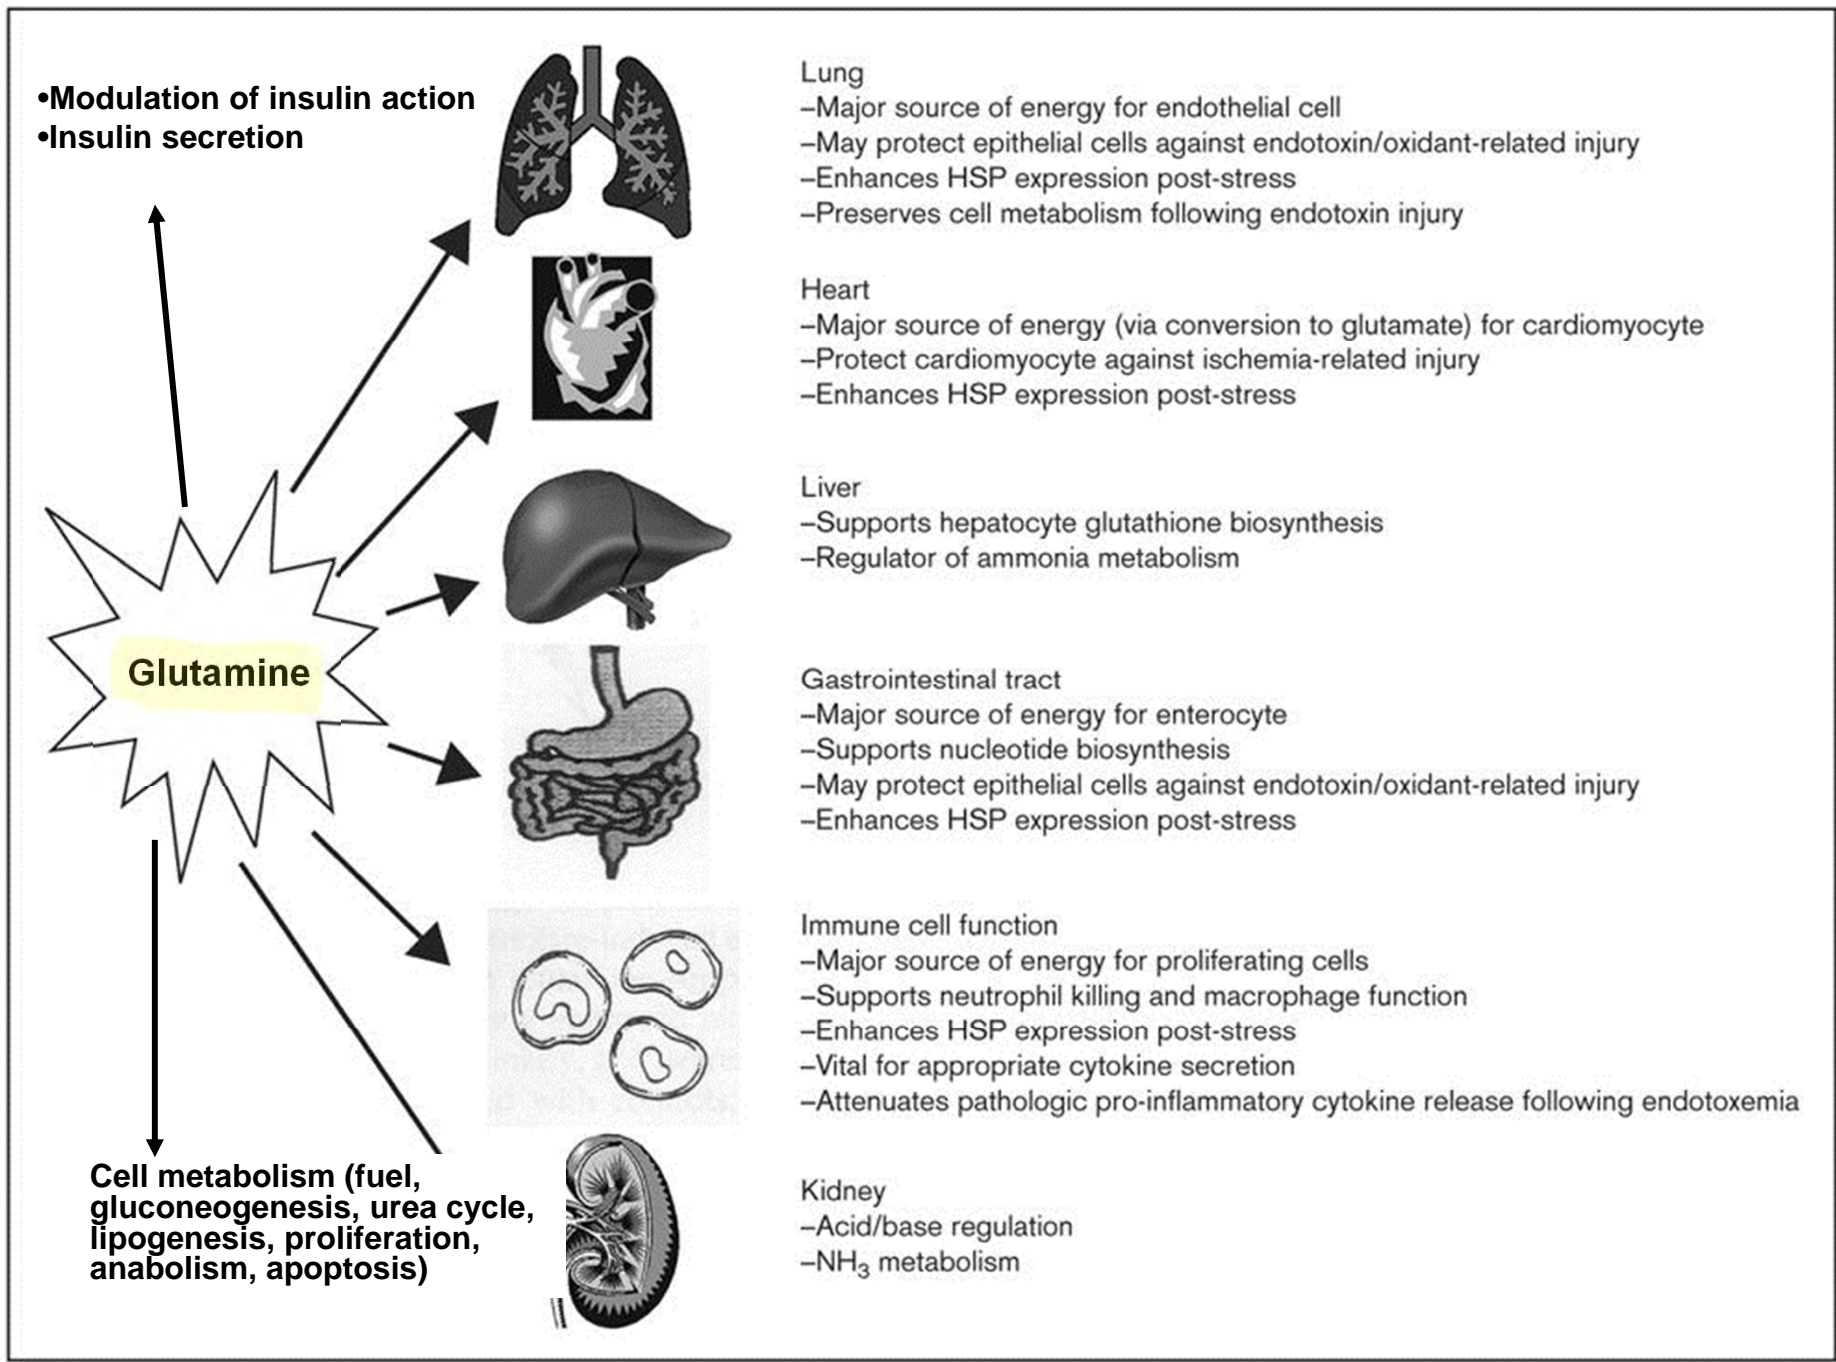 •Modulation of insulin action
•Insulin secretion
Glutamine
Cell metabolism (fuel,
gluconeogenesis, urea cycle,
lipogenesis, proliferation,
anabolism, apoptosis)
Lung
–Major source of energy for endothelial cell
–May protect epithelial cells against endotoxin/oxidant-related injury
–Enhances HSP expression post-stress
–Preserves cell metabolism following endotoxin injury
Heart
–Major source of energy (via conversion to glutamate) for cardiomyocyte
–Protect cardiomyocyte against ischemia-related injury
–Enhances HSP expression post-stress
Liver
–Supports hepatocyte glutathione biosynthesis
–Regulator of ammonia metabolism
Gastrointestinal tract
–Major source of energy for enterocyte
–Supports nucleotide biosynthesis
–May protect epithelial cells against endotoxin/oxidant-related injury
–Enhances HSP expression post-stress
Immune cell function
–Major source of energy for proliferating cells
–Supports neutrophil killing and macrophage function
–Enhances HSP expression post-stress
–Vital for appropriate cytokine secretion
–Attenuates pathologic pro-inflammatory cytokine release following endotoxemia
Kidney
–Acid/base regulation
–NH₃ metabolism